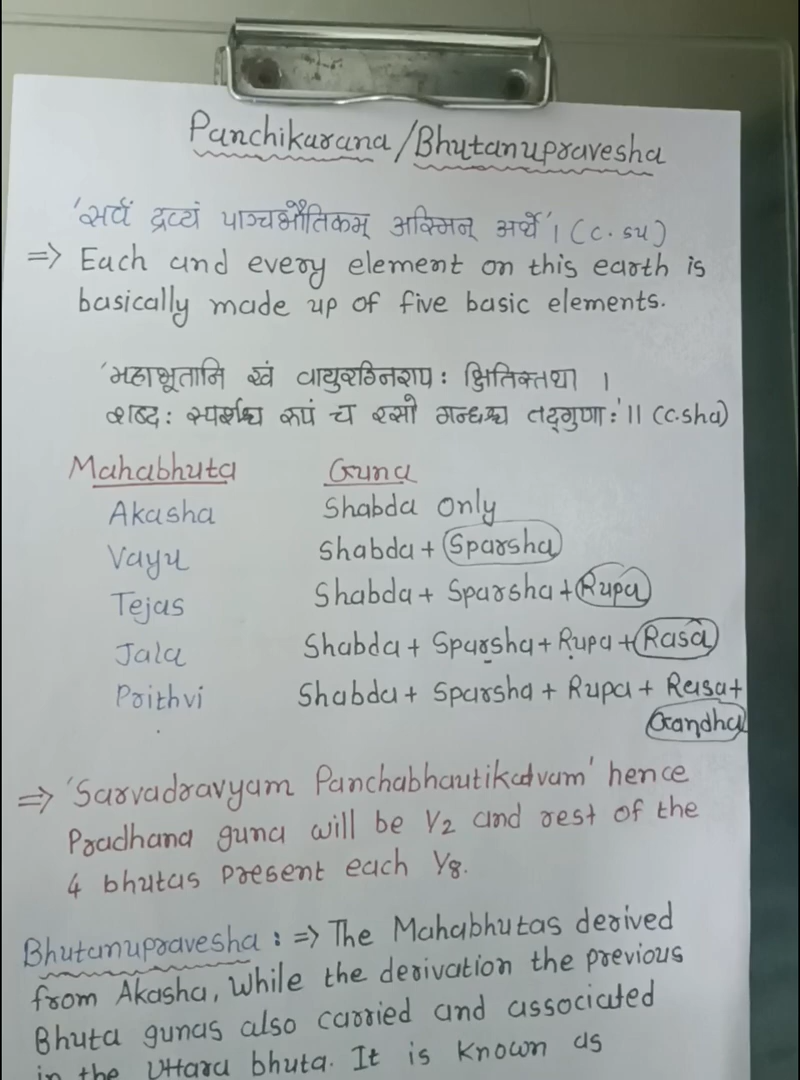 Panchikarana/Bhutanupravesha
'सर्वं द्रव्यं पाञ्चभौतिकम् अस्मिन् अर्थे'। (c.su)
⇒ Each and every element on this earth is
basically made up of five basic elements.
'महाभूतानि खं वायुरग्निरापः क्षितिस्तथा ।
शब्दः स्पर्शश्च रूपं च रसो गन्धश्च तद्गुणाः'॥ (c.sha)
Mahabhuta Guna
Akasha Shabda Only
Vayu Shabda + Sparsha
Tejas Shabda + Sparsha + Rupa
Jala Shabda + Sparsha + Rupa + Rasa
Prithvi Shabda + Sparsha + Rupa + Rasa +
Gandha
⇒ 'Sarvadravyam Panchabhautikatvam' hence
Pradhana guna will be 1/2 and rest of the
4 bhutas present each 1/8.
Bhutanupravesha : ⇒ The Mahabhutas derived
from Akasha, While the derivation the previous
Bhuta gunas also carried and associated
in the Uttara bhuta. It is known as